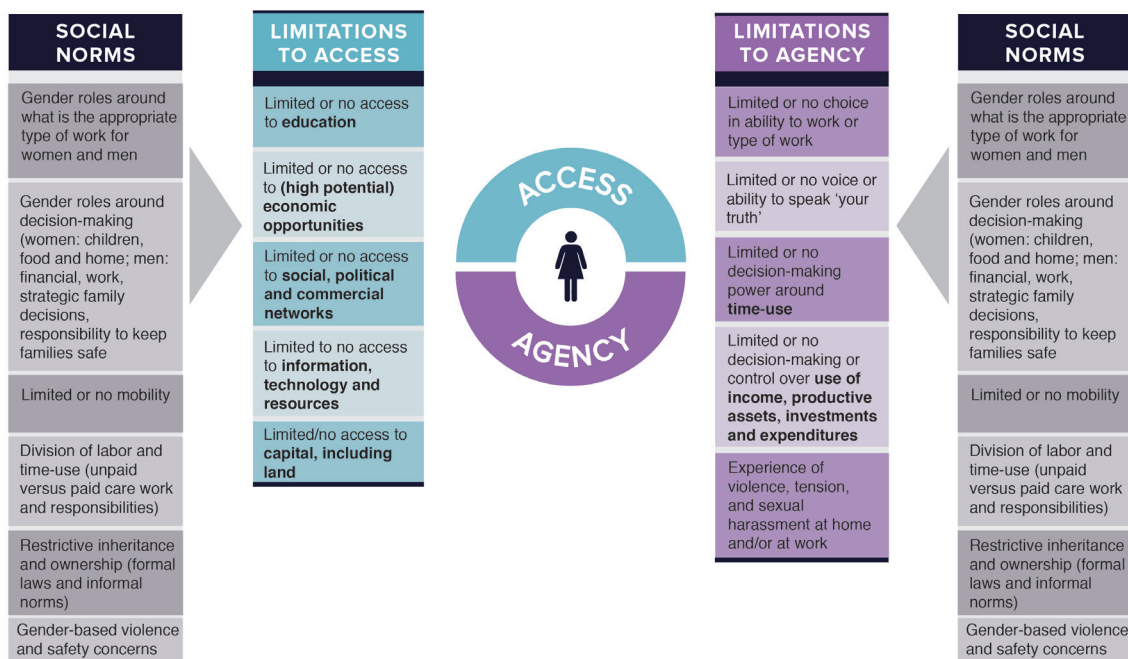 SOCIAL
NORMS
Gender roles around
what is the appropriate
type of work for
women and men
Gender roles around
decision-making
(women: children,
food and home; men:
financial, work,
strategic family
decisions,
responsibility to keep
families safe
Limited or no mobility
Division of labor and
time-use (unpaid
versus paid care work
and responsibilities)
Restrictive inheritance
and ownership (formal
laws and informal
norms)
Gender-based violence
and safety concerns
LIMITATIONS
TO ACCESS
Limited or no access
to education
Limited or no access
to (high potential)
economic
opportunities
Limited or no access
to social, political
and commercial
networks
Limited to no access
to information,
technology and
resources
Limited/no access to
capital, including
land
ACCESS
AGENCY
LIMITATIONS
TO AGENCY
Limited or no choice
in ability to work or
type of work
Limited or no voice or
ability to speak ‘your
truth’
Limited or no
decision-making
power around
time-use
Limited or no
decision-making or
control over use of
income, productive
assets, investments
and expenditures
Experience of
violence, tension,
and sexual
harassment at home
and/or at work
SOCIAL
NORMS
Gender roles around
what is the appropriate
type of work for
women and men
Gender roles around
decision-making
(women: children,
food and home; men:
financial, work,
strategic family
decisions,
responsibility to keep
families safe
Limited or no mobility
Division of labor and
time-use (unpaid
versus paid care work
and responsibilities)
Restrictive inheritance
and ownership (formal
laws and informal
norms)
Gender-based violence
and safety concerns